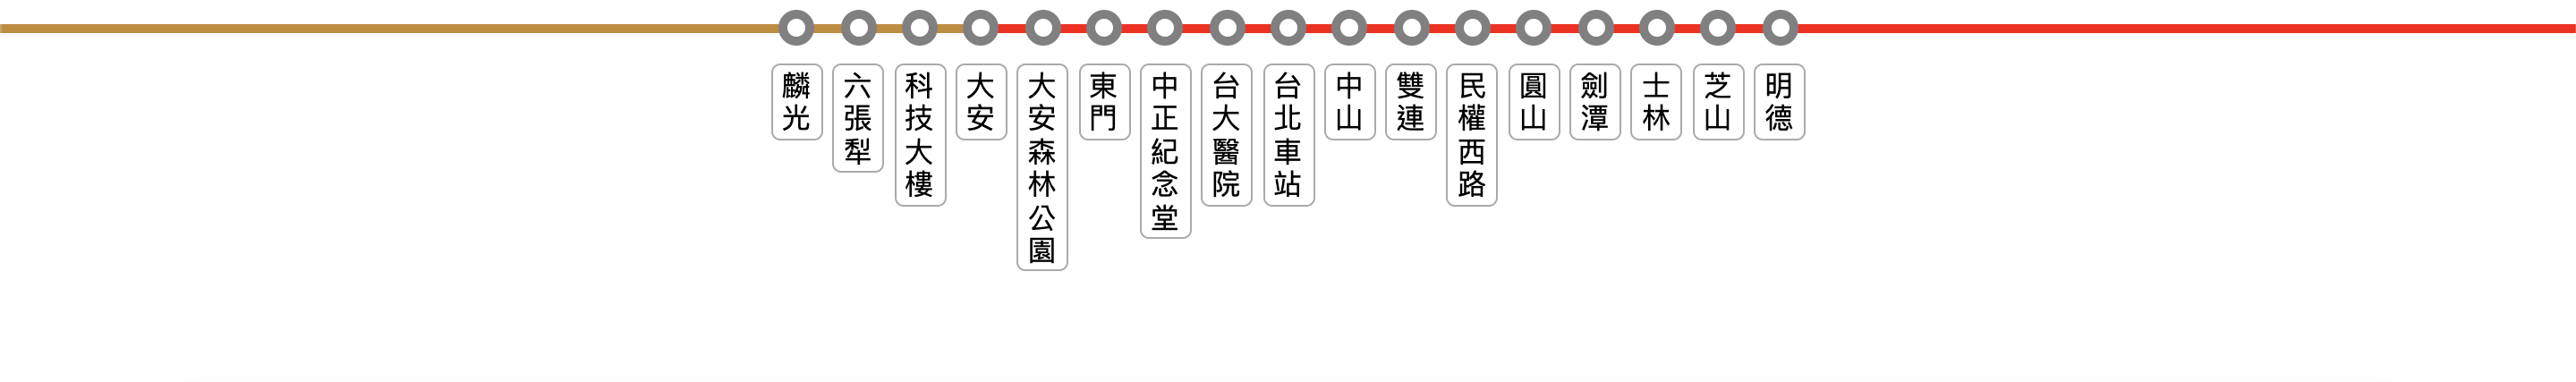 麟光
六張犁
科技大樓
大安
大安森林公園
東門
中正紀念堂
台大醫院
台北車站
中山
雙連
民權西路
圓山
劍潭
士林
芝山
明德